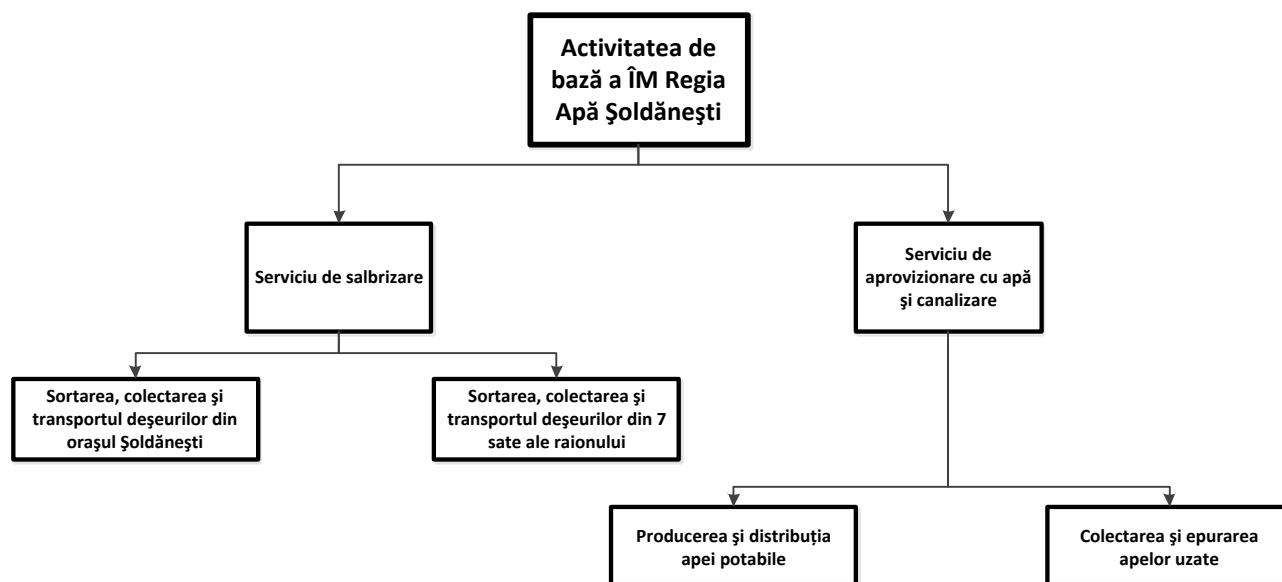 Activitatea de
bază a ÎM Regia
Apă Şoldăneşti
Serviciu de salbrizare
Serviciu de
aprovizionare cu apă
şi canalizare
Sortarea, colectarea şi
transportul deşeurilor din
oraşul Şoldăneşti
Sortarea, colectarea şi
transportul deşeurilor din 7
sate ale raionului
Producerea şi distribuția
apei potabile
Colectarea şi epurarea
apelor uzate